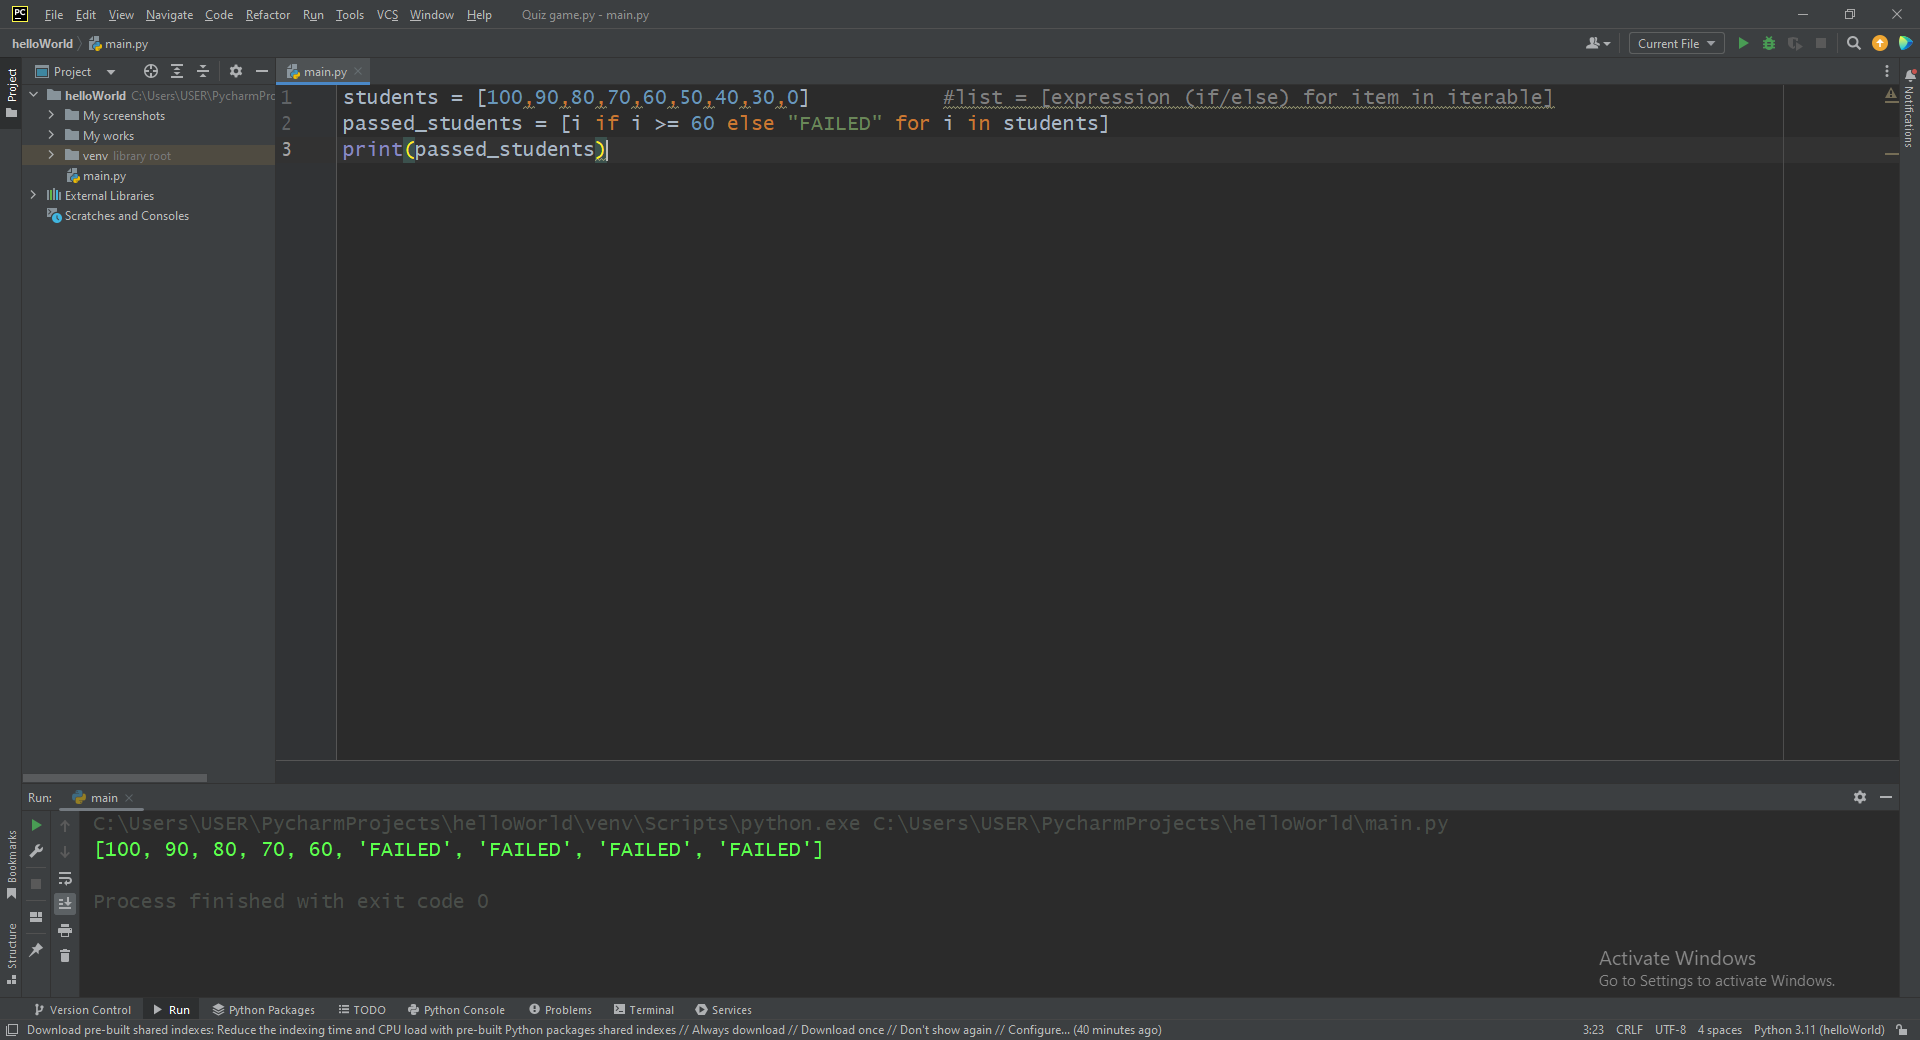 PC File Edit View Navigate Code Refactor Run Tools VCS Window Help Quiz game.py - main.py
helloWorld main.py Current File
Project main.py
Project
Notifications
helloWorld C:\Users\USER\PycharmPro
My screenshots
My works
venv library root
main.py
External Libraries
Scratches and Consoles
1 students = [100,90,80,70,60,50,40,30,0] #list = [expression (if/else) for item in iterable]
2 passed_students = [i if i >= 60 else "FAILED" for i in students]
3 print(passed_students)
Run: main
C:\Users\USER\PycharmProjects\helloWorld\venv\Scripts\python.exe C:\Users\USER\PycharmProjects\helloWorld\main.py
[100, 90, 80, 70, 60, 'FAILED', 'FAILED', 'FAILED', 'FAILED']
Process finished with exit code 0
Bookmarks
Structure
Activate Windows
Go to Settings to activate Windows.
Version Control Run Python Packages TODO Python Console Problems Terminal Services
Download pre-built shared indexes: Reduce the indexing time and CPU load with pre-built Python packages shared indexes // Always download // Download once // Don't show again // Configure... (40 minutes ago) 3:23 CRLF UTF-8 4 spaces Python 3.11 (helloWorld)